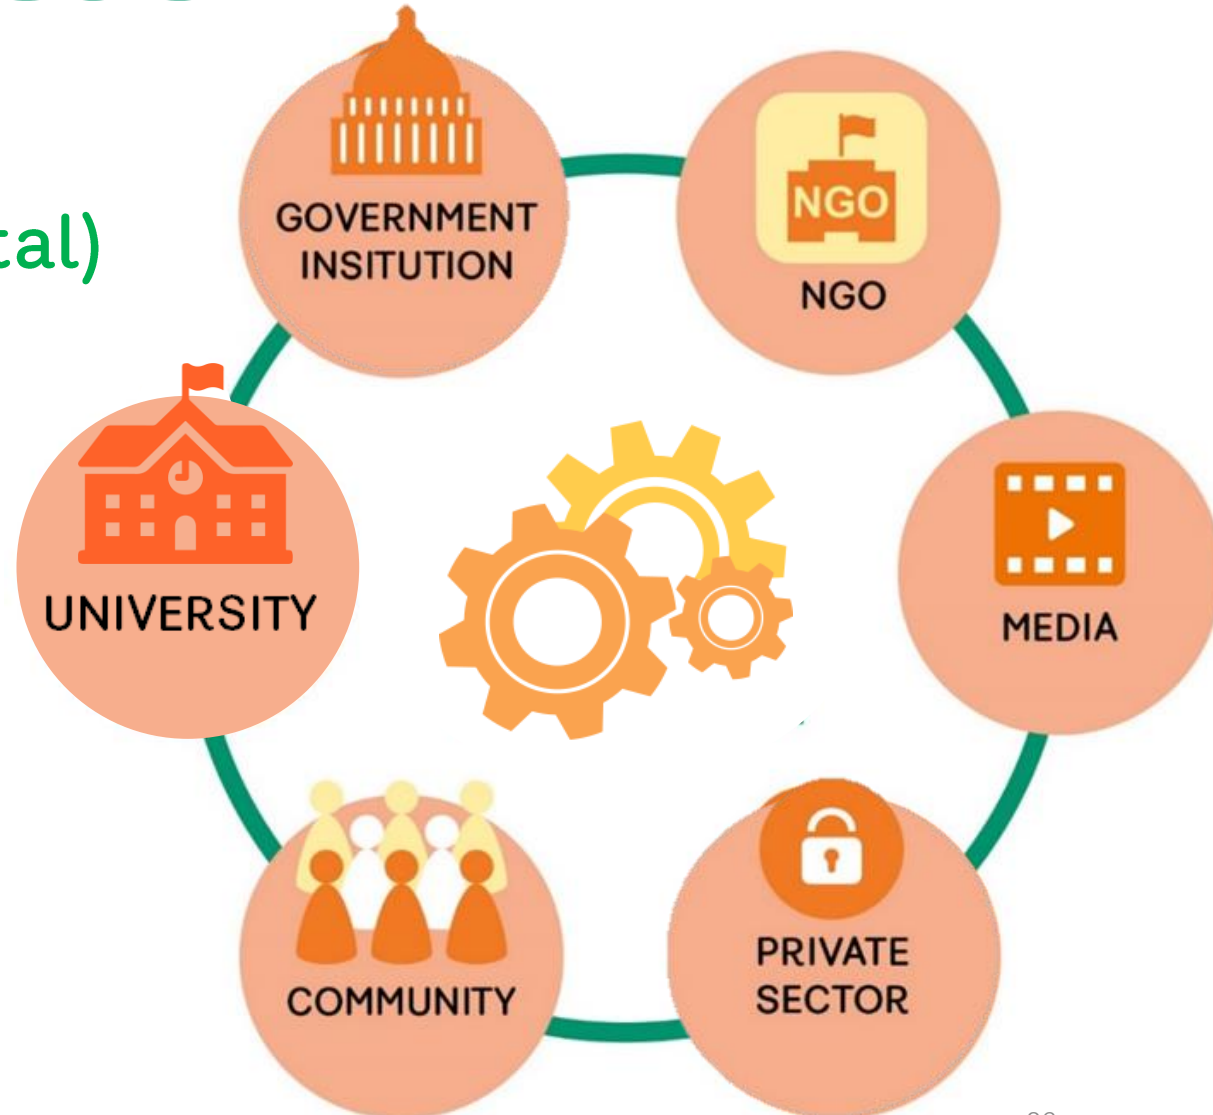 tal)
GOVERNMENT
INSITUTION
NGO
NGO
UNIVERSITY
MEDIA
COMMUNITY
PRIVATE
SECTOR